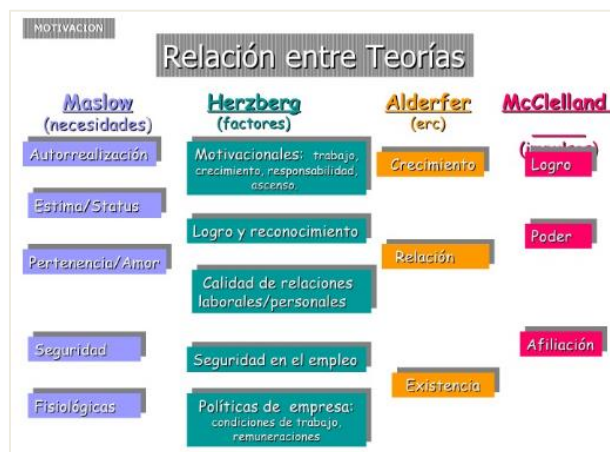 MOTIVACION
Relación entre Teorías
Maslow
(necesidades)
Autorrealización
Estima/Status
Pertenencia/Amor
Seguridad
Fisiológicas
Herzberg
(factores)
Motivacionales: trabajo,
crecimiento, responsabilidad,
ascenso.
Logro y reconocimiento
Calidad de relaciones
laborales/personales
Seguridad en el empleo
Políticas de empresa:
condiciones de trabajo,
remuneraciones
Alderfer
(erc)
Crecimiento
Relación
Existencia
McClelland
Logro
Poder
Afiliación